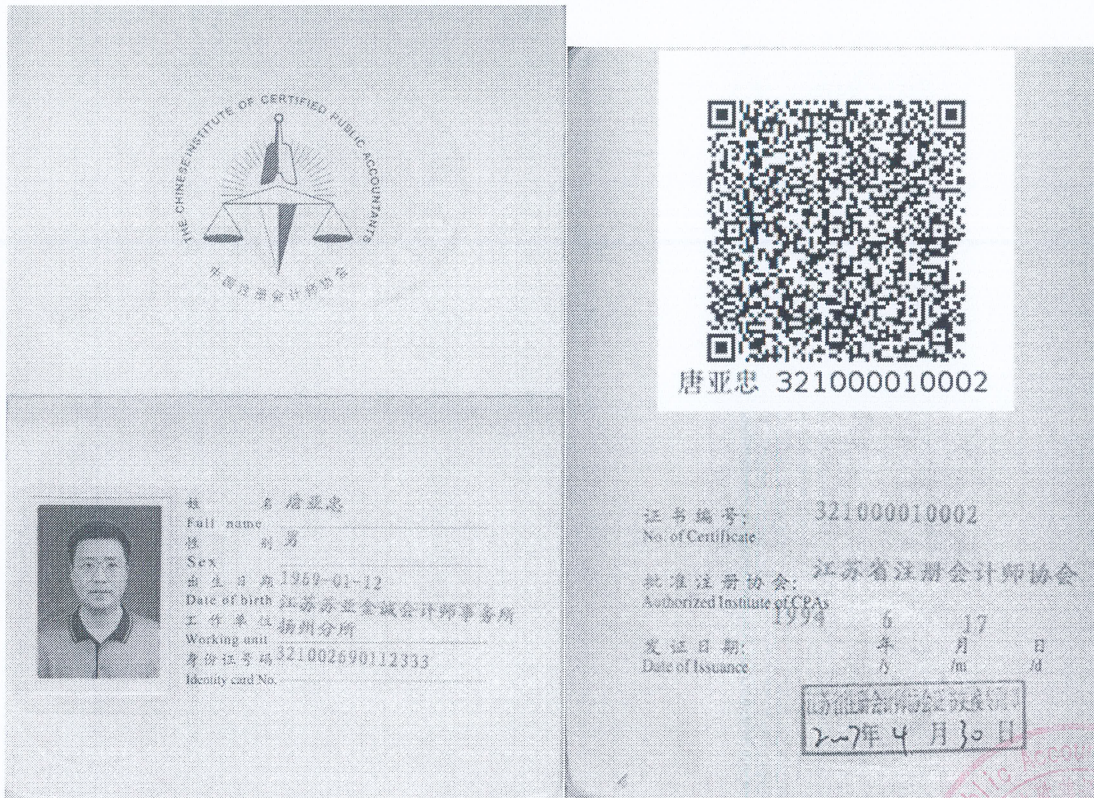 THE CHINESE INSTITUTE OF CERTIFIED PUBLIC ACCOUNTANTS
中国注册会计师协会
姓 名 唐亚忠
Full name
性 别 男
Sex
出生日期 1969-01-12
Date of birth
工作单位 江苏苏亚金诚会计师事务所
扬州分所
Working unit
身份证号码 321002690112333
Identity card No.
唐亚忠 321000010002
证书编号: 321000010002
No. of Certificate
批准注册协会: 江苏省注册会计师协会
Authorized Institute of CPAs
发证日期: 1994 年 6 月 17 日
Date of Issuance /y /m /d
2007年 4 月 30 日